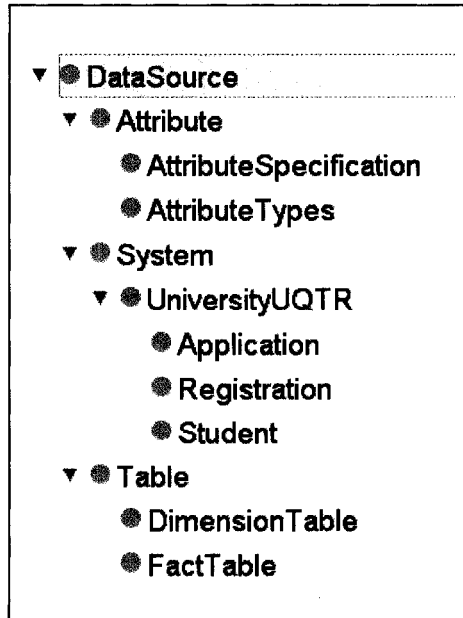 DataSource
Attribute
AttributeSpecification
AttributeTypes
System
UniversityUQTR
Application
Registration
Student
Table
DimensionTable
FactTable